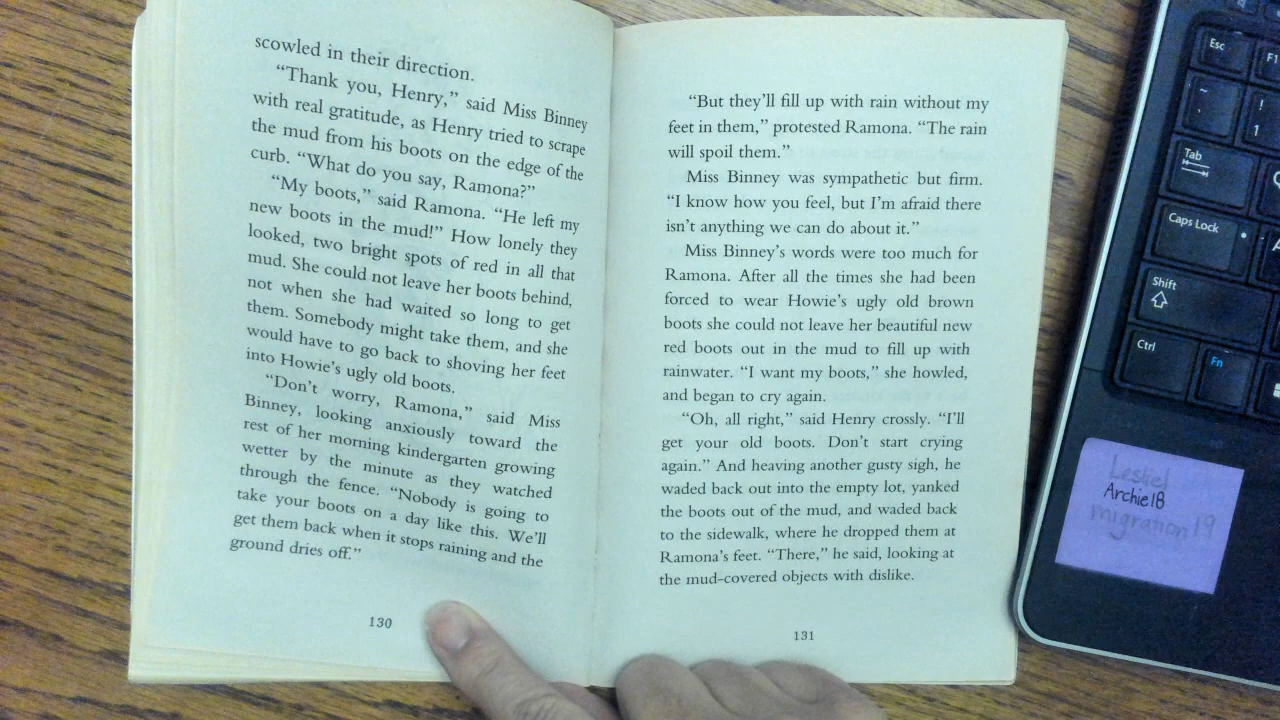 scowled in their direction.
“Thank you, Henry,” said Miss Binney
with real gratitude, as Henry tried to scrape
the mud from his boots on the edge of the
curb. “What do you say, Ramona?”
“My boots,” said Ramona. “He left my
new boots in the mud!” How lonely they
looked, two bright spots of red in all that
mud. She could not leave her boots behind,
not when she had waited so long to get
them. Somebody might take them, and she
would have to go back to shoving her feet
into Howie’s ugly old boots.
“Don’t worry, Ramona,” said Miss
Binney, looking anxiously toward the
rest of her morning kindergarten growing
wetter by the minute as they watched
through the fence. “Nobody is going to
take your boots on a day like this. We’ll
get them back when it stops raining and the
ground dries off.”
130
“But they’ll fill up with rain without my
feet in them,” protested Ramona. “The rain
will spoil them.”
Miss Binney was sympathetic but firm.
“I know how you feel, but I’m afraid there
isn’t anything we can do about it.”
Miss Binney’s words were too much for
Ramona. After all the times she had been
forced to wear Howie’s ugly old brown
boots she could not leave her beautiful new
red boots out in the mud to fill up with
rainwater. “I want my boots,” she howled,
and began to cry again.
“Oh, all right,” said Henry crossly. “I’ll
get your old boots. Don’t start crying
again.” And heaving another gusty sigh, he
waded back out into the empty lot, yanked
the boots out of the mud, and waded back
to the sidewalk, where he dropped them at
Ramona’s feet. “There,” he said, looking at
the mud-covered objects with dislike.
131
Esc
F1
~
!
1
Tab
Caps Lock
A
Shift
Ctrl
Fn
Archie18
migration 19